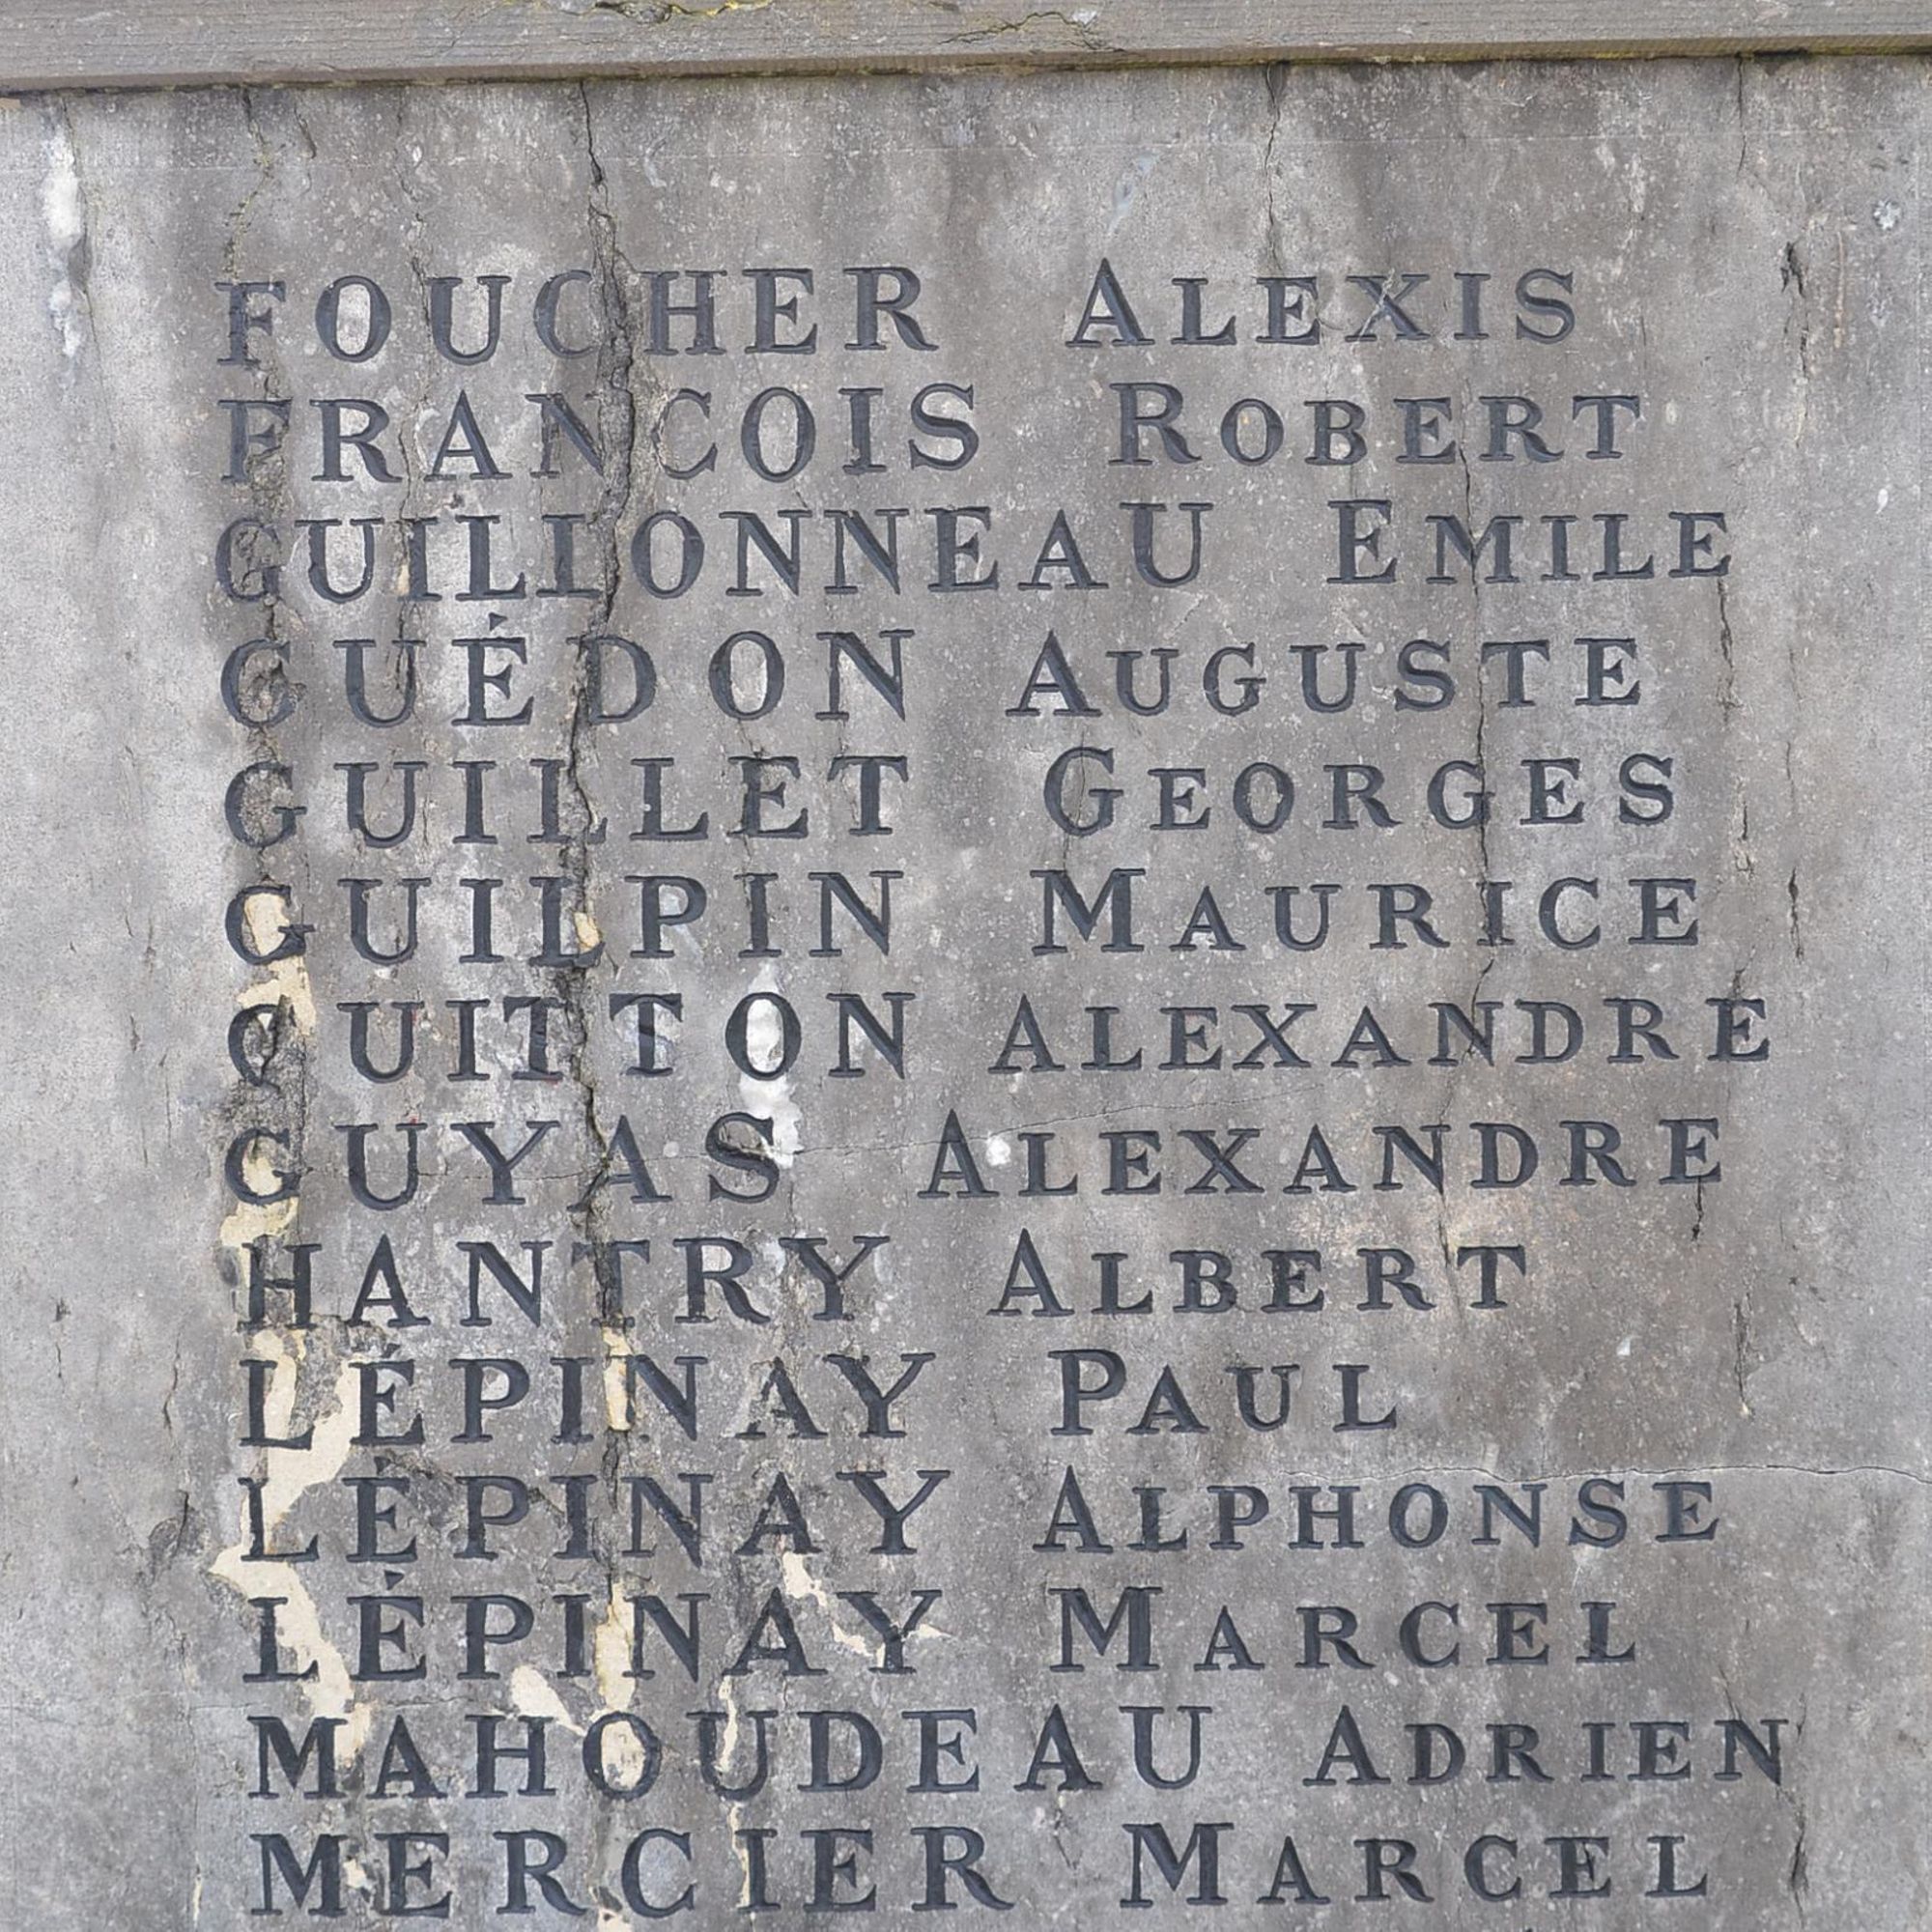 FOUCHER ALEXIS
FRANCOIS ROBERT
GUILLONNEAU EMILE
GUÉDON AUGUSTE
GUILLET GEORGES
GUILPIN MAURICE
GUITTON ALEXANDRE
GUYAS ALEXANDRE
HANTRY ALBERT
LÉPINAY PAUL
LÉPINAY ALPHONSE
LÉPINAY MARCEL
MAHOUDEAU ADRIEN
MERCIER MARCEL